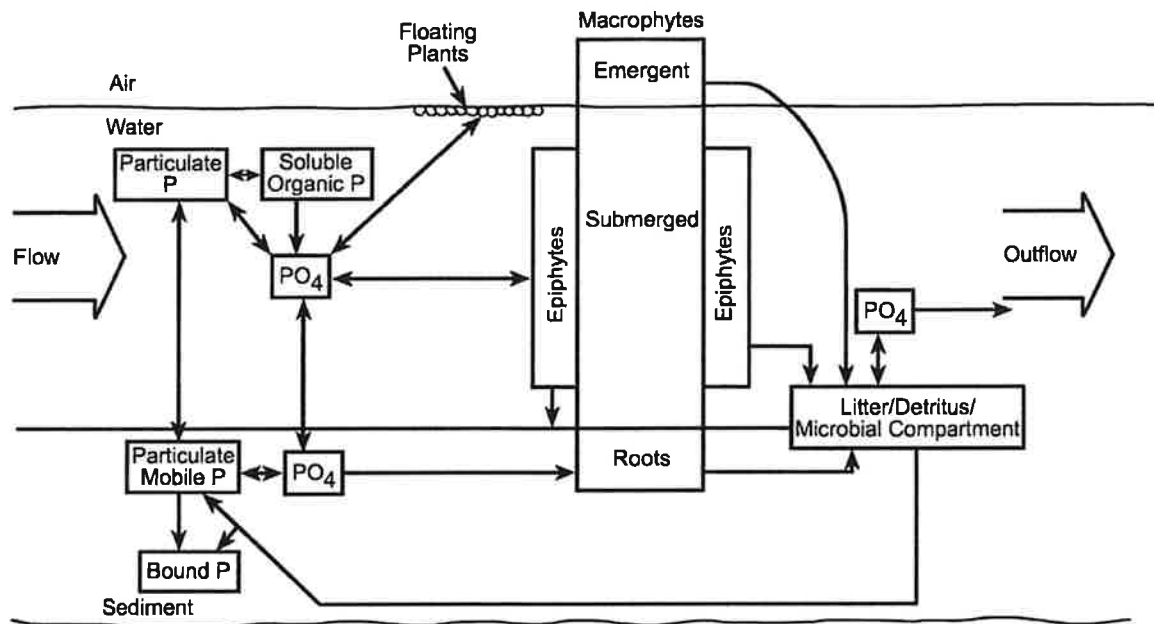 Macrophytes
Floating
Plants
Emergent
Air
Water
Particulate
P
Soluble
Organic P
Submerged
Flow
PO4
Epiphytes
Epiphytes
Outflow
PO4
Litter/Detritus/
Microbial Compartment
Particulate
Mobile P
PO4
Roots
Bound P
Sediment